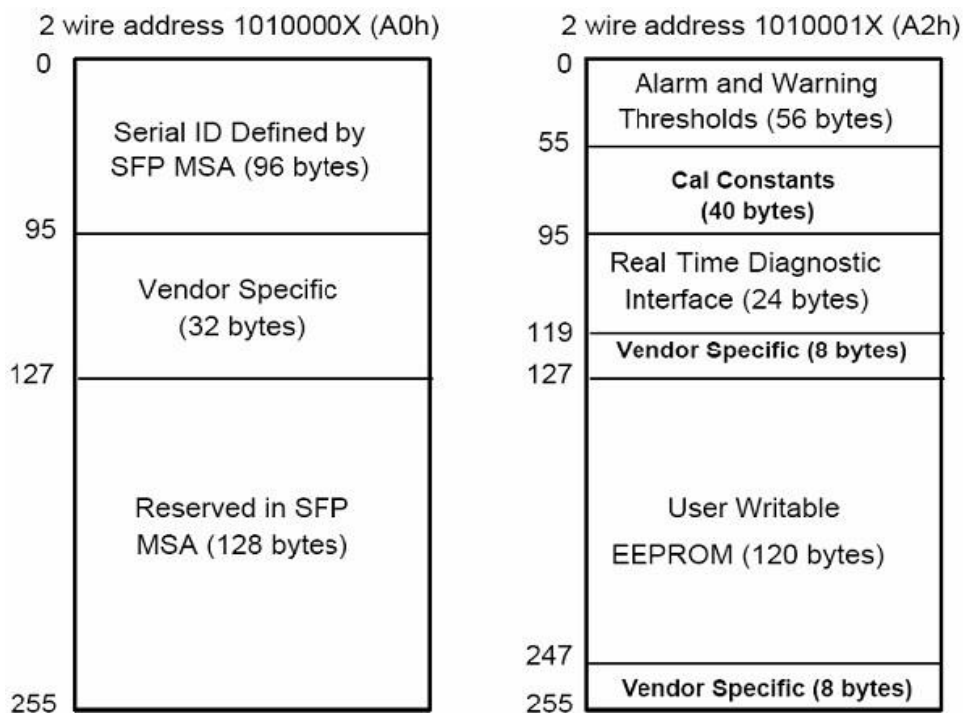 2 wire address 1010000X (A0h)
0
Serial ID Defined by
SFP MSA (96 bytes)
95
Vendor Specific
(32 bytes)
127
Reserved in SFP
MSA (128 bytes)
255
2 wire address 1010001X (A2h)
0
Alarm and Warning
Thresholds (56 bytes)
55
Cal Constants
(40 bytes)
95
Real Time Diagnostic
Interface (24 bytes)
119
Vendor Specific (8 bytes)
127
User Writable
EEPROM (120 bytes)
247
Vendor Specific (8 bytes)
255